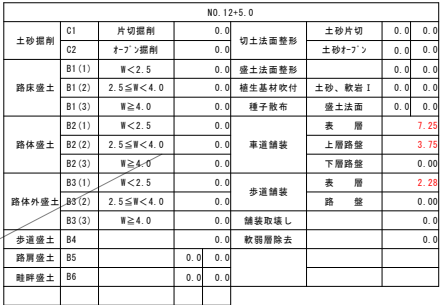 NO.12+5.0
土砂掘削 C1 片切掘削 0.0 切土法面整形 土砂片切 0.0 0.0
C2 オープン掘削 0.0 土砂オープン 0.0 0.0
路床盛土 B1(1) W<2.5 0.0 盛土法面整形 0.0 0.0
B1(2) 2.5≦W<4.0 0.0 植生基材吹付 土砂、軟岩Ⅰ 0.0 0.0
B1(3) W≧4.0 0.0 種子散布 盛土法面 0.0 0.0
路体盛土 B2(1) W<2.5 0.0 車道舗装 表 層 7.25
B2(2) 2.5≦W<4.0 0.0 上層路盤 3.75
B2(3) W≧4.0 0.0 下層路盤 0.00
路体外盛土 B3(1) W<2.5 0.0 歩道舗装 表 層 2.28
B3(2) 2.5≦W<4.0 0.0 路 盤 0.00
B3(3) W≧4.0 0.0 舗装取壊し 0.0
歩道盛土 B4 0.0 軟弱層除去 0.0
路肩盛土 B5 0.0 0.0
畦畔盛土 B6 0.0 0.0